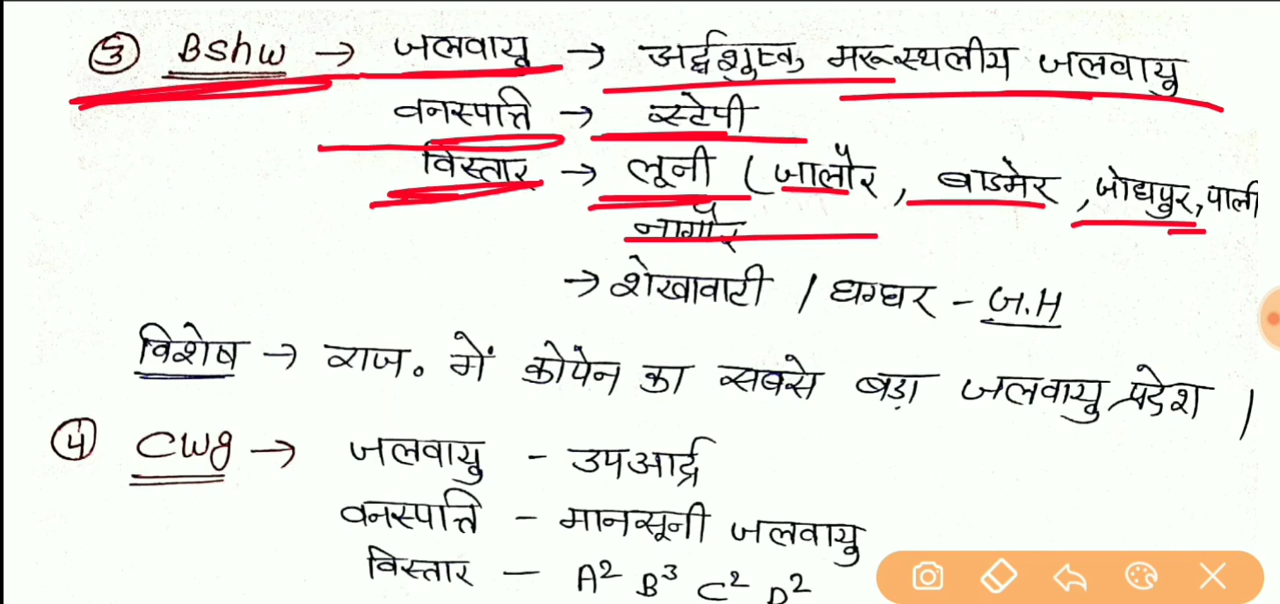 ③ Bshw → जलवायु → अर्द्धशुष्क मरूस्थलीय जलवायु
वनस्पति → स्टेपी
विस्तार → लूनी (जालौर, बाडमेर, जोधपुर, पाली
नागौर
→ शेखावाटी / घग्घर - G.H
विशेष → राज. में कोपेन का सबसे बड़ा जलवायु प्रदेश ।
④ Cwg → जलवायु - उपआर्द्र
वनस्पति - मानसूनी जलवायु
विस्तार - A² B³ C² D²